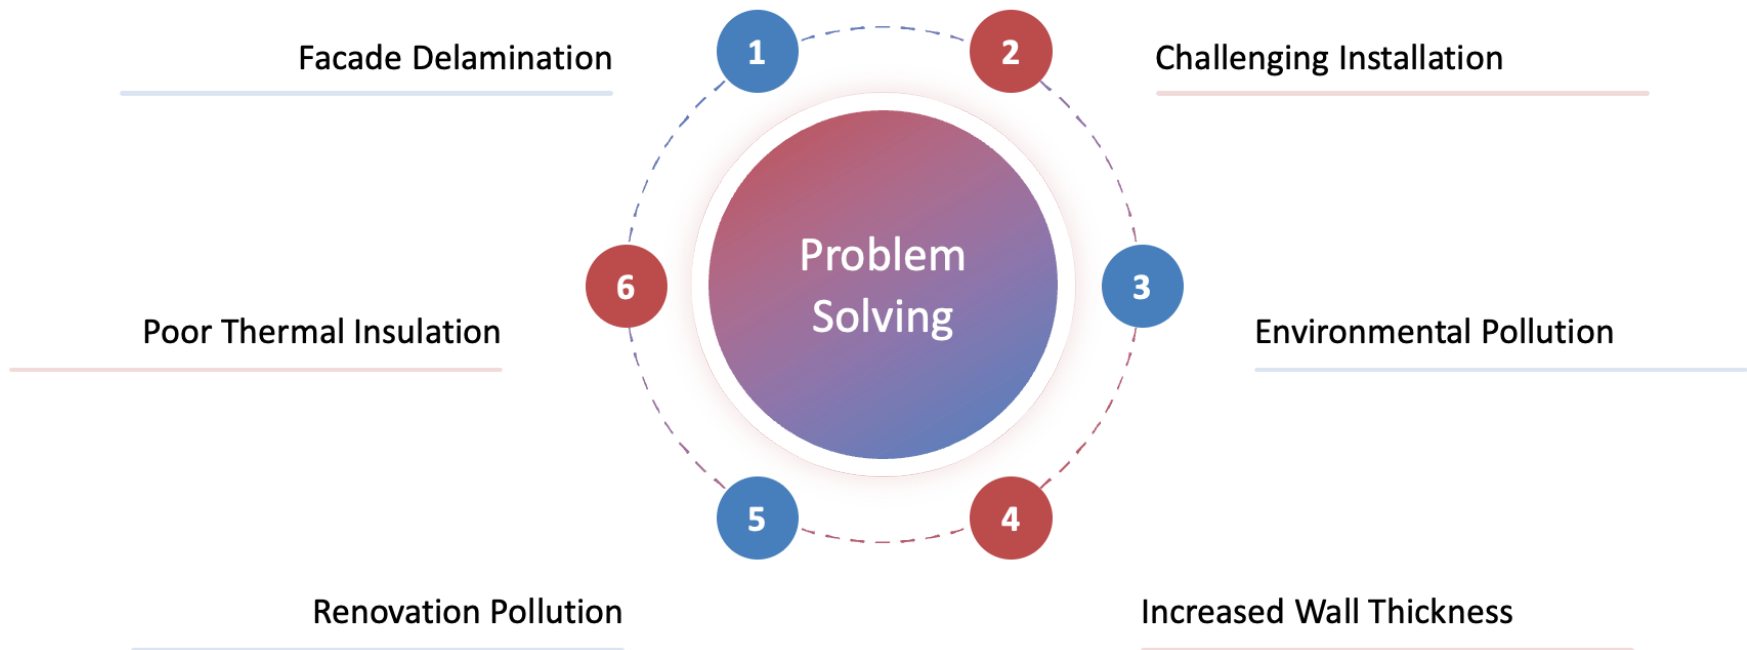 1
Facade Delamination
2
Challenging Installation
3
Environmental Pollution
4
Increased Wall Thickness
5
Renovation Pollution
6
Poor Thermal Insulation
Problem
Solving